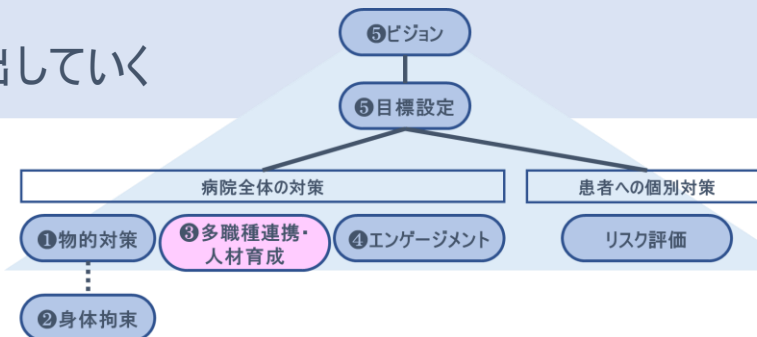 ❺ビジョン
出していく
❺目標設定
病院全体の対策
患者への個別対策
❶物的対策
❸多職種連携・
人材育成
❹エンゲージメント
リスク評価
❷身体拘束